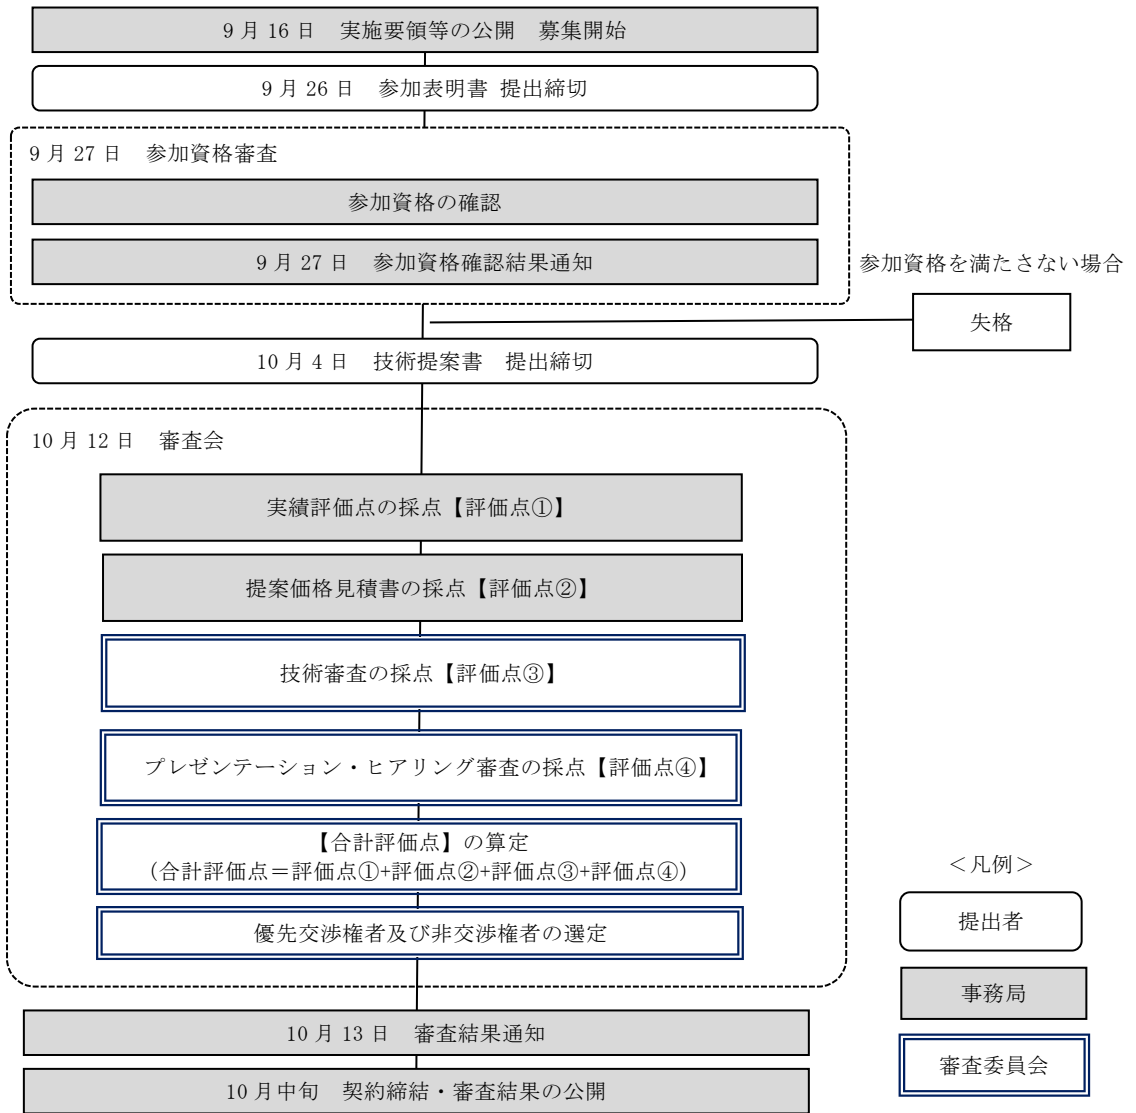 9月16日　実施要領等の公開　募集開始
9月26日　参加表明書 提出締切
9月27日　参加資格審査
参加資格の確認
9月27日　参加資格確認結果通知
参加資格を満たさない場合
失格
10月4日　技術提案書　提出締切
10月12日　審査会
実績評価点の採点【評価点①】
提案価格見積書の採点【評価点②】
技術審査の採点【評価点③】
プレゼンテーション・ヒアリング審査の採点【評価点④】
【合計評価点】の算定
(合計評価点＝評価点①+評価点②+評価点③+評価点④)
優先交渉権者及び非交渉権者の選定
10月13日　審査結果通知
10月中旬　契約締結・審査結果の公開
＜凡例＞
提出者
事務局
審査委員会